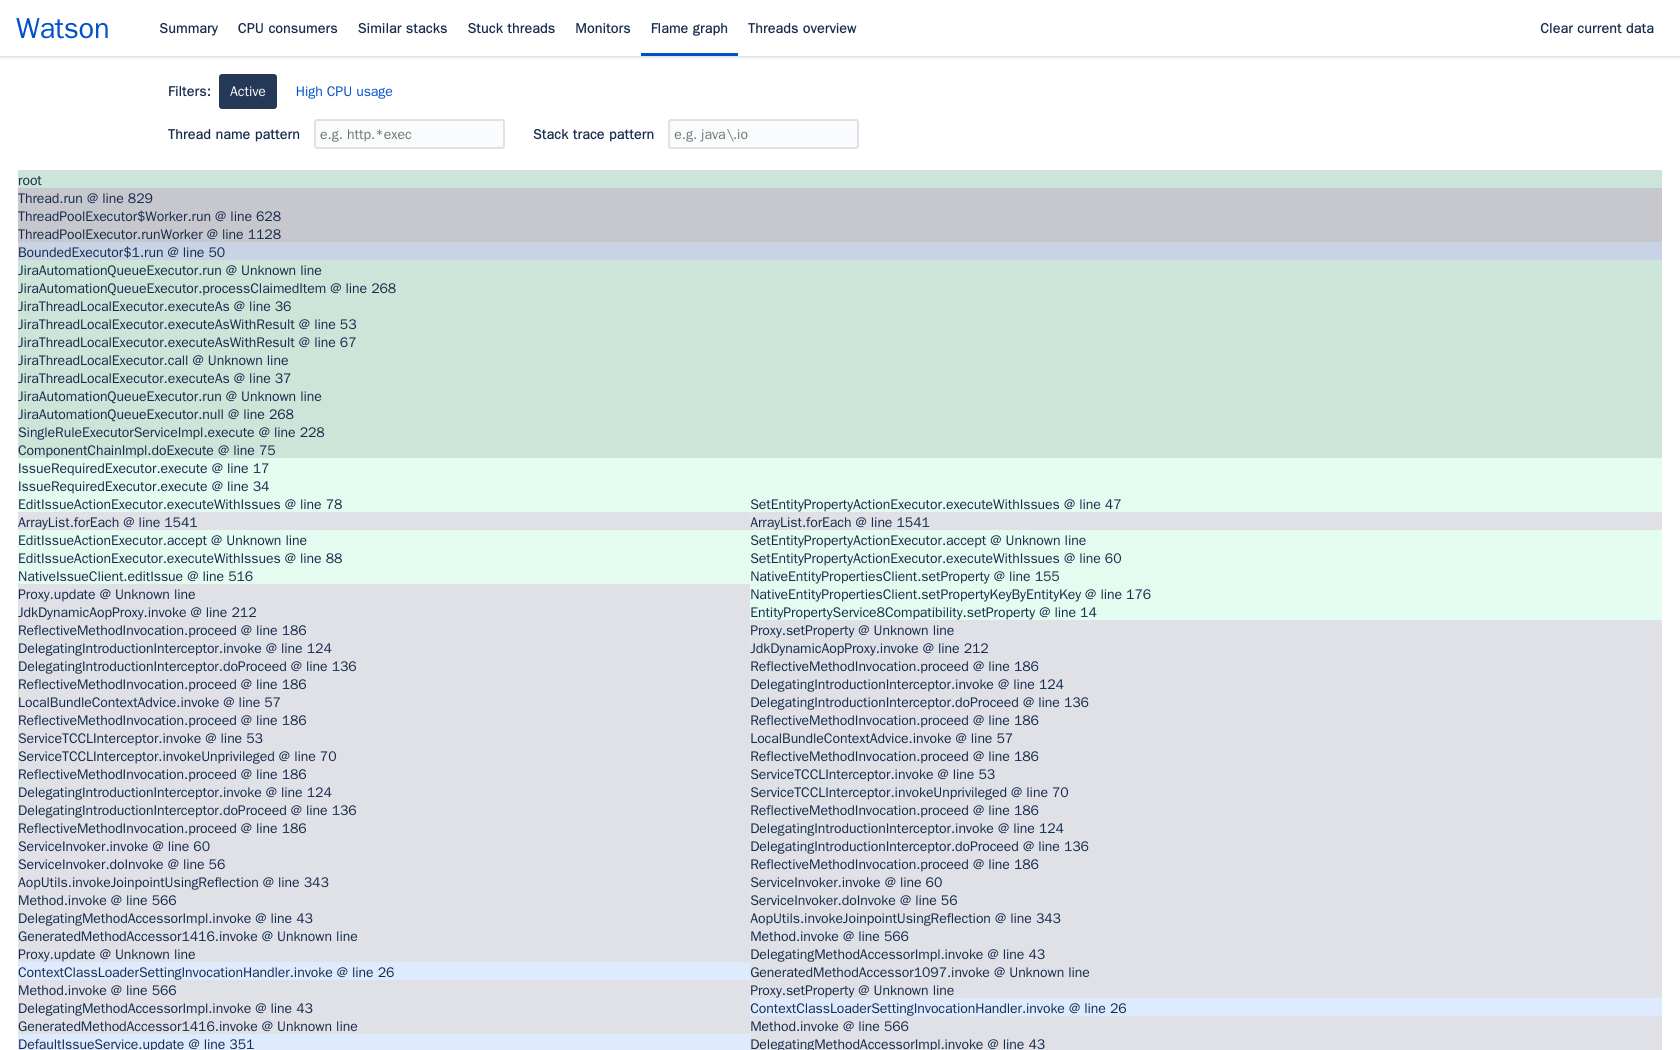 Watson Summary CPU consumers Similar stacks Stuck threads Monitors Flame graph Threads overview Clear current data
Filters: Active High CPU usage
Thread name pattern e.g. http.*exec Stack trace pattern e.g. java\.io
root
Thread.run @ line 829
ThreadPoolExecutor$Worker.run @ line 628
ThreadPoolExecutor.runWorker @ line 1128
BoundedExecutor$1.run @ line 50
JiraAutomationQueueExecutor.run @ Unknown line
JiraAutomationQueueExecutor.processClaimedItem @ line 268
JiraThreadLocalExecutor.executeAs @ line 36
JiraThreadLocalExecutor.executeAsWithResult @ line 53
JiraThreadLocalExecutor.executeAsWithResult @ line 67
JiraThreadLocalExecutor.call @ Unknown line
JiraThreadLocalExecutor.executeAs @ line 37
JiraAutomationQueueExecutor.run @ Unknown line
JiraAutomationQueueExecutor.null @ line 268
SingleRuleExecutorServiceImpl.execute @ line 228
ComponentChainImpl.doExecute @ line 75
IssueRequiredExecutor.execute @ line 17
IssueRequiredExecutor.execute @ line 34
EditIssueActionExecutor.executeWithIssues @ line 78 SetEntityPropertyActionExecutor.executeWithIssues @ line 47
ArrayList.forEach @ line 1541 ArrayList.forEach @ line 1541
EditIssueActionExecutor.accept @ Unknown line SetEntityPropertyActionExecutor.accept @ Unknown line
EditIssueActionExecutor.executeWithIssues @ line 88 SetEntityPropertyActionExecutor.executeWithIssues @ line 60
NativeIssueClient.editIssue @ line 516 NativeEntityPropertiesClient.setProperty @ line 155
Proxy.update @ Unknown line NativeEntityPropertiesClient.setPropertyKeyByEntityKey @ line 176
JdkDynamicAopProxy.invoke @ line 212 EntityPropertyService8Compatibility.setProperty @ line 14
ReflectiveMethodInvocation.proceed @ line 186 Proxy.setProperty @ Unknown line
DelegatingIntroductionInterceptor.invoke @ line 124 JdkDynamicAopProxy.invoke @ line 212
DelegatingIntroductionInterceptor.doProceed @ line 136 ReflectiveMethodInvocation.proceed @ line 186
ReflectiveMethodInvocation.proceed @ line 186 DelegatingIntroductionInterceptor.invoke @ line 124
LocalBundleContextAdvice.invoke @ line 57 DelegatingIntroductionInterceptor.doProceed @ line 136
ReflectiveMethodInvocation.proceed @ line 186 ReflectiveMethodInvocation.proceed @ line 186
ServiceTCCLInterceptor.invoke @ line 53 LocalBundleContextAdvice.invoke @ line 57
ServiceTCCLInterceptor.invokeUnprivileged @ line 70 ReflectiveMethodInvocation.proceed @ line 186
ReflectiveMethodInvocation.proceed @ line 186 ServiceTCCLInterceptor.invoke @ line 53
DelegatingIntroductionInterceptor.invoke @ line 124 ServiceTCCLInterceptor.invokeUnprivileged @ line 70
DelegatingIntroductionInterceptor.doProceed @ line 136 ReflectiveMethodInvocation.proceed @ line 186
ReflectiveMethodInvocation.proceed @ line 186 DelegatingIntroductionInterceptor.invoke @ line 124
ServiceInvoker.invoke @ line 60 DelegatingIntroductionInterceptor.doProceed @ line 136
ServiceInvoker.doInvoke @ line 56 ReflectiveMethodInvocation.proceed @ line 186
AopUtils.invokeJoinpointUsingReflection @ line 343 ServiceInvoker.invoke @ line 60
Method.invoke @ line 566 ServiceInvoker.doInvoke @ line 56
DelegatingMethodAccessorImpl.invoke @ line 43 AopUtils.invokeJoinpointUsingReflection @ line 343
GeneratedMethodAccessor1416.invoke @ Unknown line Method.invoke @ line 566
Proxy.update @ Unknown line DelegatingMethodAccessorImpl.invoke @ line 43
ContextClassLoaderSettingInvocationHandler.invoke @ line 26 GeneratedMethodAccessor1097.invoke @ Unknown line
Method.invoke @ line 566 Proxy.setProperty @ Unknown line
DelegatingMethodAccessorImpl.invoke @ line 43 ContextClassLoaderSettingInvocationHandler.invoke @ line 26
GeneratedMethodAccessor1416.invoke @ Unknown line Method.invoke @ line 566
DefaultIssueService.update @ line 351 DelegatingMethodAccessorImpl.invoke @ line 43